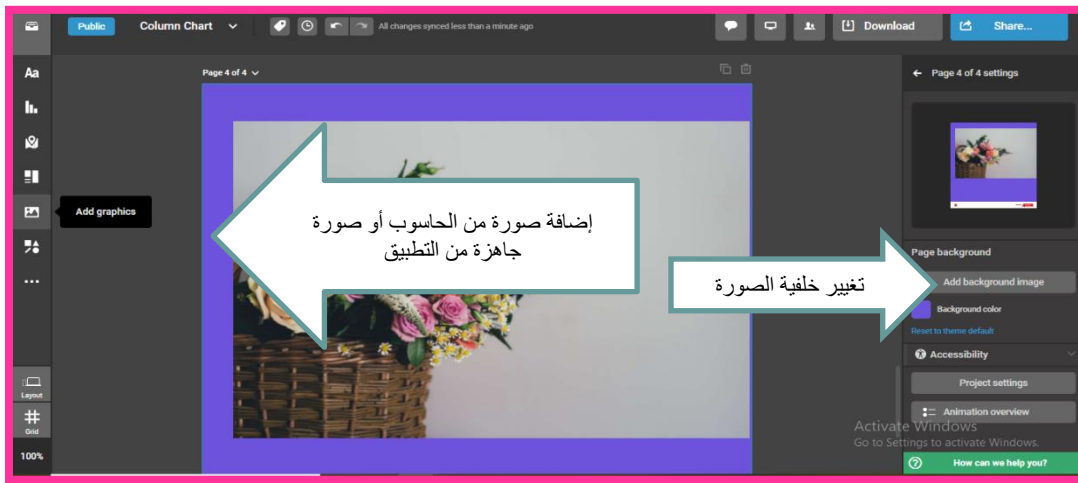 Public
Column Chart
All changes synced less than a minute ago
Download
Share...
Aa
Page 4 of 4
Page 4 of 4 settings
Add graphics
إضافة صورة من الحاسوب أو صورة
جاهزة من التطبيق
تغيير خلفية الصورة
Page background
Add background image
Background color
Reset to theme default
Accessibility
Project settings
Animation overview
Layout
Grid
100%
Activate Windows
Go to Settings to activate Windows.
How can we help you?